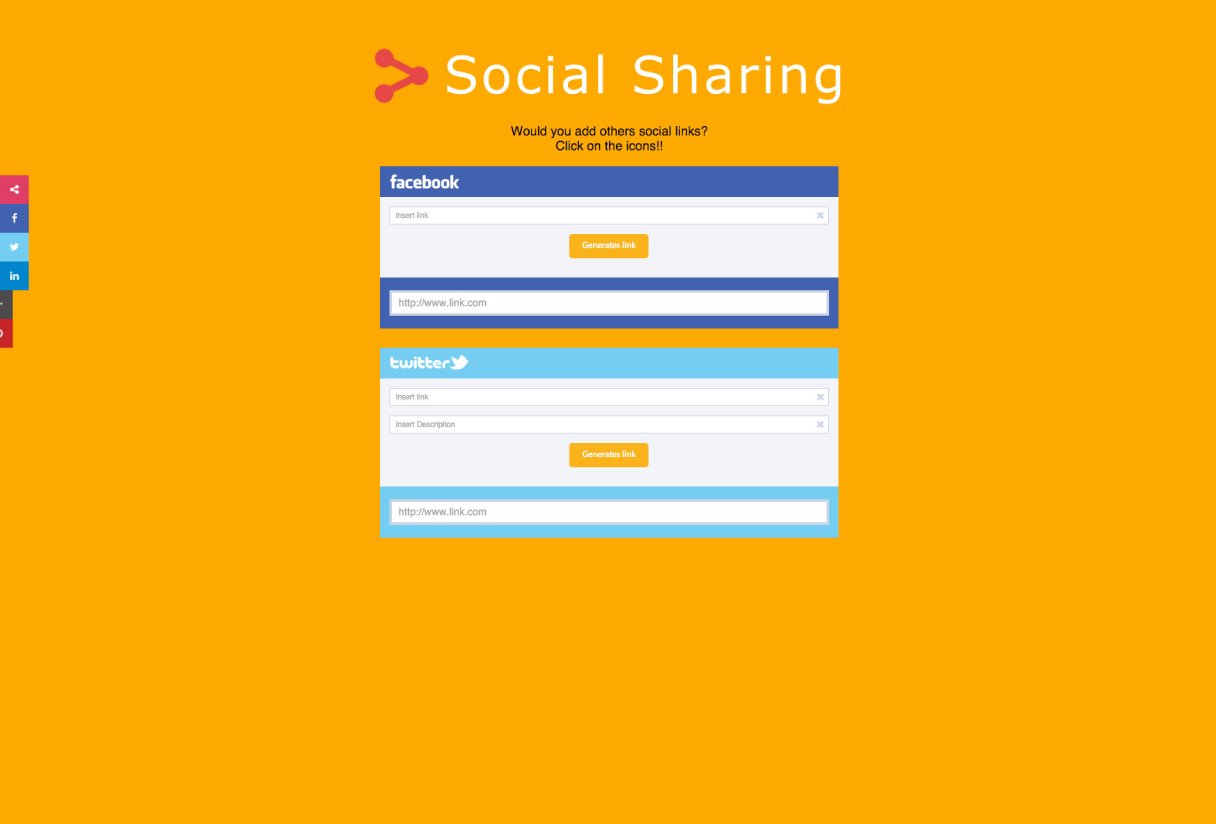 Social Sharing
Would you add others social links?
Click on the icons!!
facebook
Insert link
Generates link
http://www.link.com
twitter
Insert link
Insert Description
Generates link
http://www.link.com
f
in